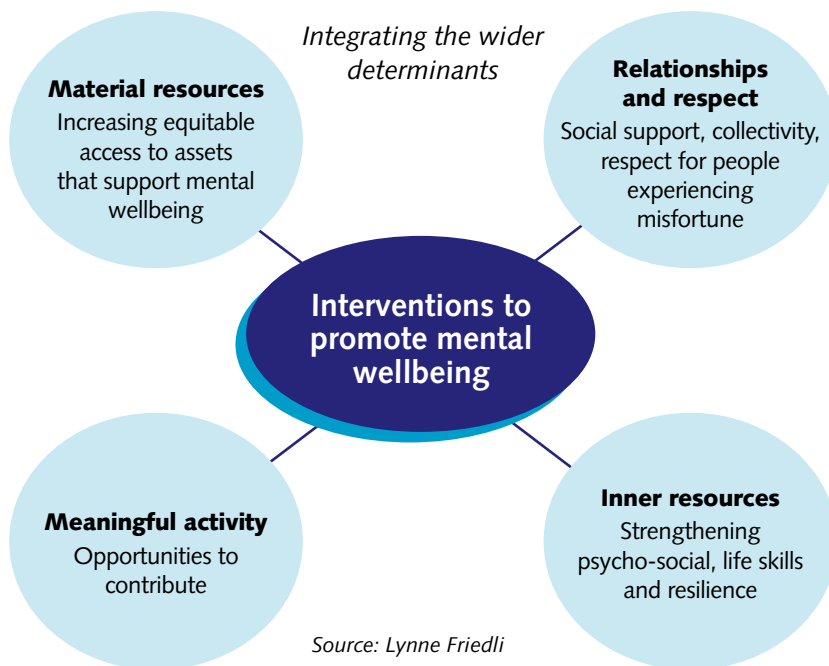 Integrating the wider
determinants
Material resources
Increasing equitable
access to assets
that support mental
wellbeing
Relationships
and respect
Social support, collectivity,
respect for people
experiencing
misfortune
Interventions to
promote mental
wellbeing
Meaningful activity
Opportunities to
contribute
Inner resources
Strengthening
psycho-social, life skills
and resilience
Source: Lynne Friedli